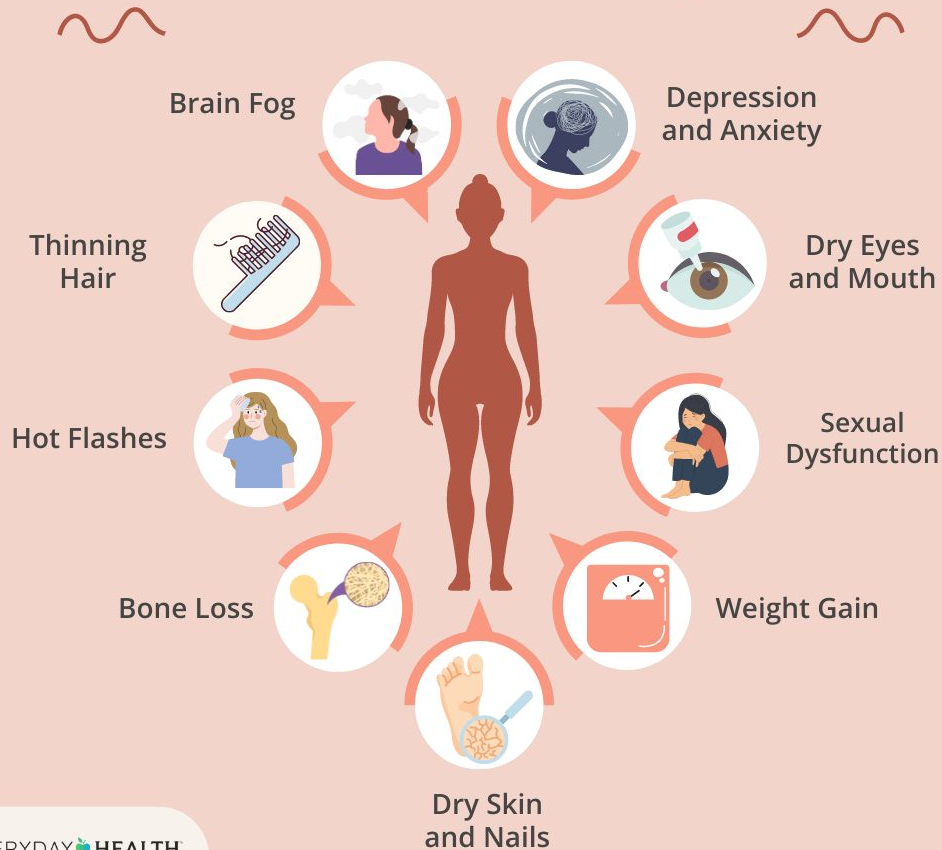 Brain Fog
Depression
and Anxiety
Thinning
Hair
Dry Eyes
and Mouth
Hot Flashes
Sexual
Dysfunction
Bone Loss
Weight Gain
Dry Skin
and Nails
ERYDAY HEALTH